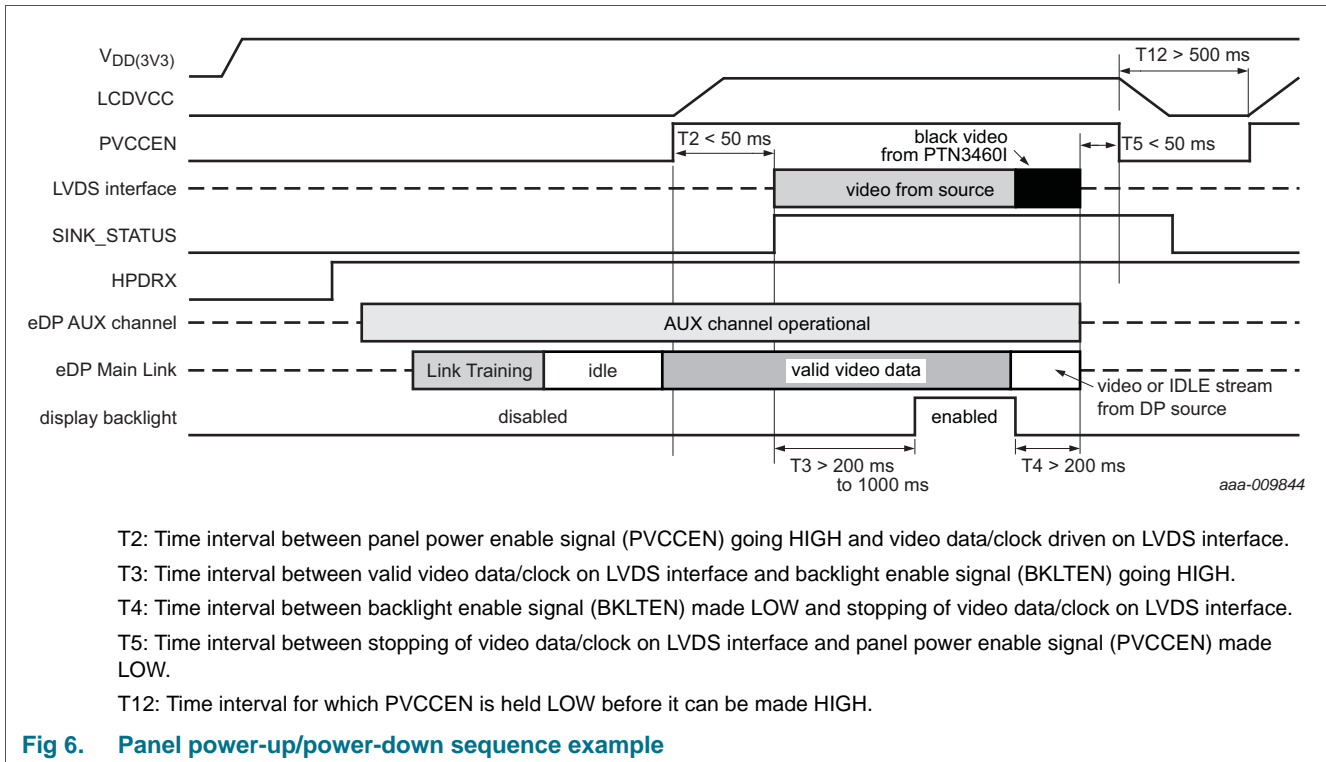 VDD(3V3)
T12 > 500 ms
LCDVCC
PVCCEN
T2 < 50 ms
black video
from PTN3460I
T5 < 50 ms
LVDS interface
video from source
SINK_STATUS
HPDRX
eDP AUX channel
AUX channel operational
eDP Main Link
Link Training
idle
valid video data
video or IDLE stream
from DP source
display backlight
disabled
enabled
T3 > 200 ms
to 1000 ms
T4 > 200 ms
aaa-009844
T2: Time interval between panel power enable signal (PVCCEN) going HIGH and video data/clock driven on LVDS interface.
T3: Time interval between valid video data/clock on LVDS interface and backlight enable signal (BKLTEN) going HIGH.
T4: Time interval between backlight enable signal (BKLTEN) made LOW and stopping of video data/clock on LVDS interface.
T5: Time interval between stopping of video data/clock on LVDS interface and panel power enable signal (PVCCEN) made
LOW.
T12: Time interval for which PVCCEN is held LOW before it can be made HIGH.
Fig 6. Panel power-up/power-down sequence example